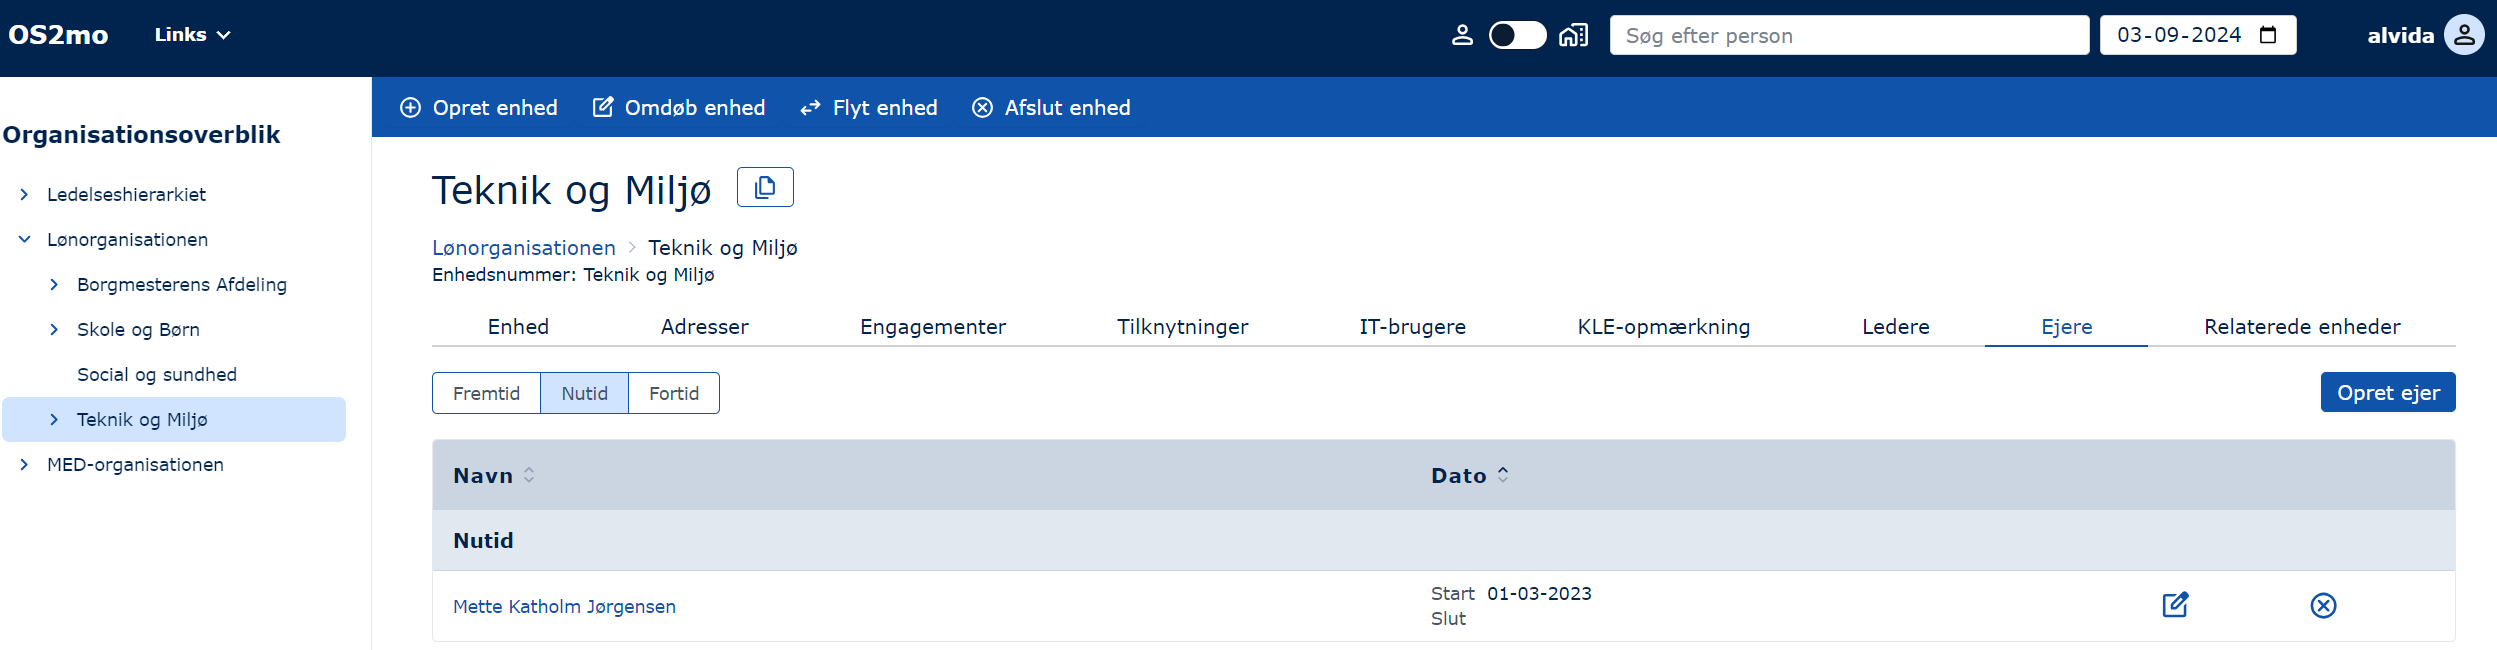 OS2mo
Links
Søg efter person
03-09-2024
alvida
Opret enhed
Omdøb enhed
Flyt enhed
Afslut enhed
Organisationsoverblik
Ledelseshierarkiet
Lønorganisationen
Borgmesterens Afdeling
Skole og Børn
Social og sundhed
Teknik og Miljø
MED-organisationen
Teknik og Miljø
Lønorganisationen > Teknik og Miljø
Enhedsnummer: Teknik og Miljø
Enhed Adresser Engagementer Tilknytninger IT-brugere KLE-opmærkning Ledere Ejere Relaterede enheder
Fremtid Nutid Fortid
Opret ejer
Navn Dato
Nutid
Mette Katholm Jørgensen
Start 01-03-2023
Slut